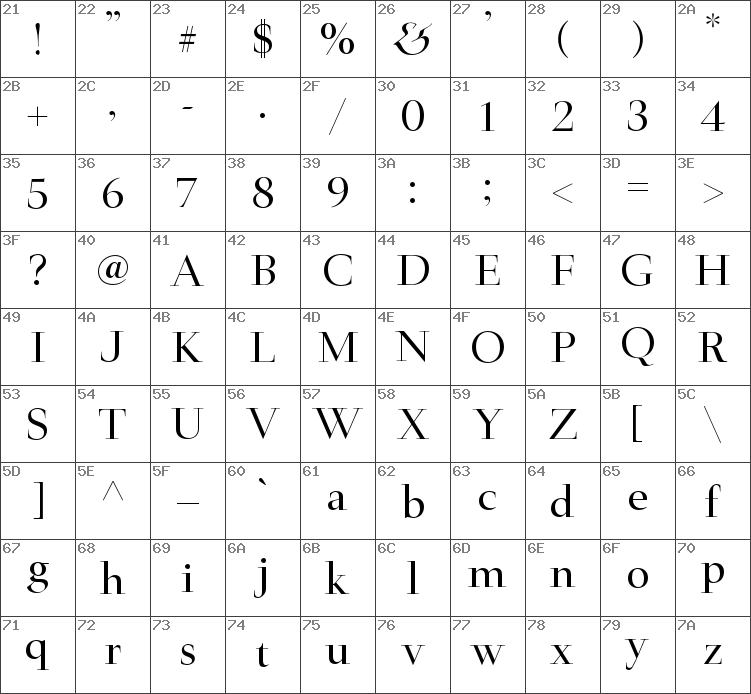 21 22 23 24 25 26 27 28 29 2A
! ” # $ % & ’ ( ) *
2B 2C 2D 2E 2F 30 31 32 33 34
+ , - . / 0 1 2 3 4
35 36 37 38 39 3A 3B 3C 3D 3E
5 6 7 8 9 : ; < = >
3F 40 41 42 43 44 45 46 47 48
? @ A B C D E F G H
49 4A 4B 4C 4D 4E 4F 50 51 52
I J K L M N O P Q R
53 54 55 56 57 58 59 5A 5B 5C
S T U V W X Y Z [ \
5D 5E 5F 60 61 62 63 64 65 66
] ^ _ ` a b c d e f
67 68 69 6A 6B 6C 6D 6E 6F 70
g h i j k l m n o p
71 72 73 74 75 76 77 78 79 7A
q r s t u v w x y z